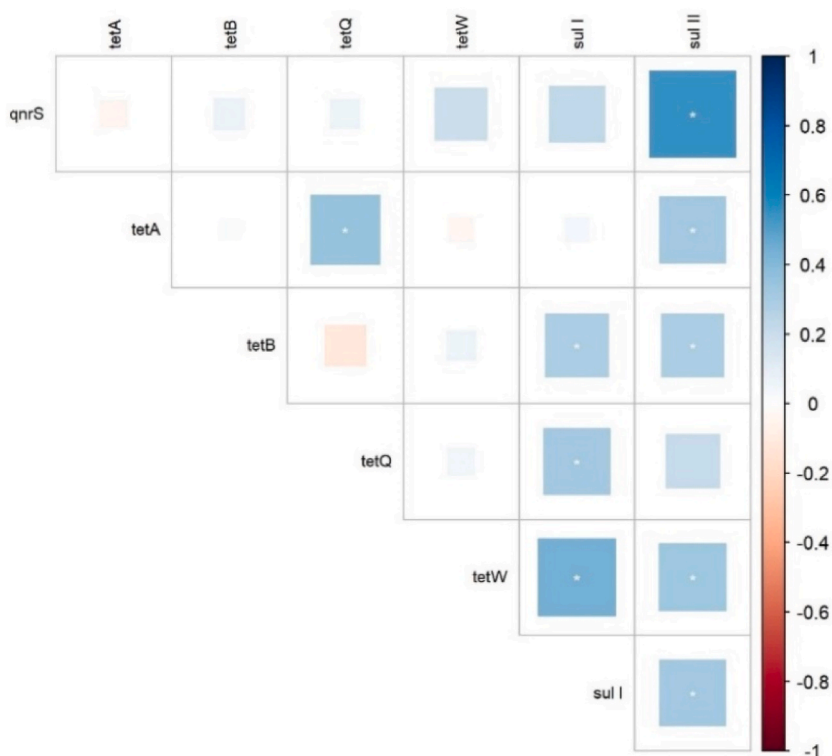 tetA tetB tetQ tetW sul I sul II
qnrS * 1
0.8
tetA * * 0.6
0.4
tetB * * 0.2
0
tetQ * -0.2
-0.4
tetW * * -0.6
sul I * -0.8
-1